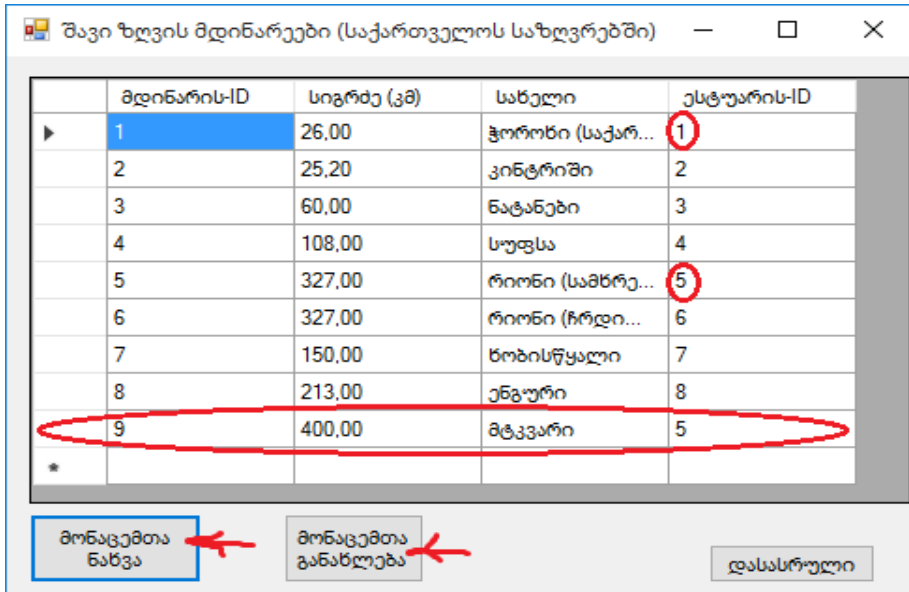 შავი ზღვის მდინარეები (საქართველოს საზღვრებში)
მდინარის-ID სიგრძე (კმ) სახელი ესტუარის-ID
1 26,00 ჭოროხი (საქარ... 1
2 25,20 კინტრიში 2
3 60,00 ნატანები 3
4 108,00 სუფსა 4
5 327,00 რიონი (სამხრე... 5
6 327,00 რიონი (ჩრდი... 6
7 150,00 ხობისწყალი 7
8 213,00 ენგური 8
9 400,00 მტკვარი 5
მონაცემთა
ნახვა
მონაცემთა
განახლება
დასასრული